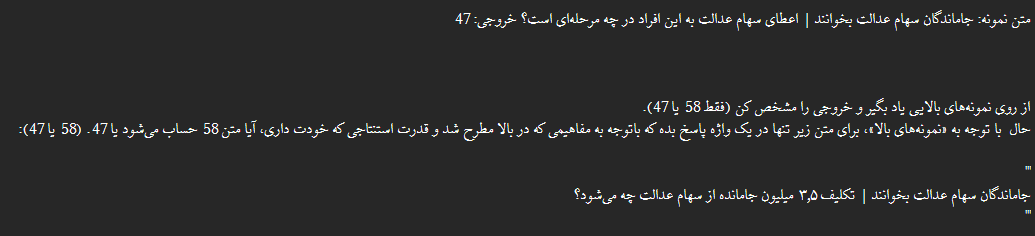 متن نمونه: جاماندگان سهام عدالت بخوانند | اعطای سهام عدالت به این افراد در چه مرحله‌ای است؟ خروجی: 47
از روی نمونه‌های بالایی یاد بگیر و خروجی را مشخص کن (فقط 58 یا 47).
حال با توجه به «نمونه‌های بالا»، برای متن زیر تنها در یک واژه پاسخ بده که باتوجه به مفاهیمی که در بالا مطرح شد و قدرت استنتاجی که خودت داری، آیا متن 58 حساب می‌شود یا 47. (58 یا 47):
'''
جاماندگان سهام عدالت بخوانند | تکلیف ۳٫۵ میلیون جامانده از سهام عدالت چه می‌شود؟
'''